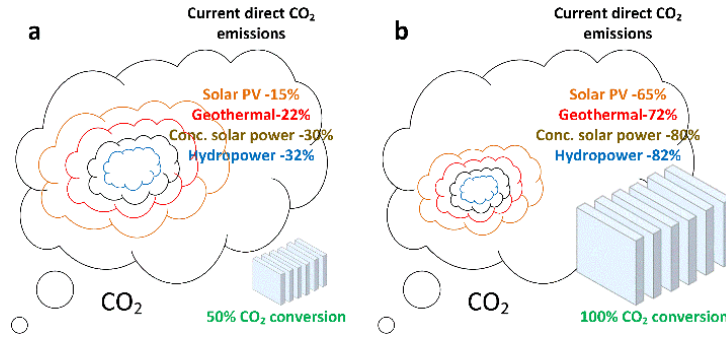 a
Current direct CO₂
emissions
Solar PV -15%
Geothermal-22%
Conc. solar power -30%
Hydropower -32%
CO₂
50% CO₂ conversion
b
Current direct CO₂
emissions
Solar PV -65%
Geothermal-72%
Conc. solar power -80%
Hydropower -82%
CO₂
100% CO₂ conversion